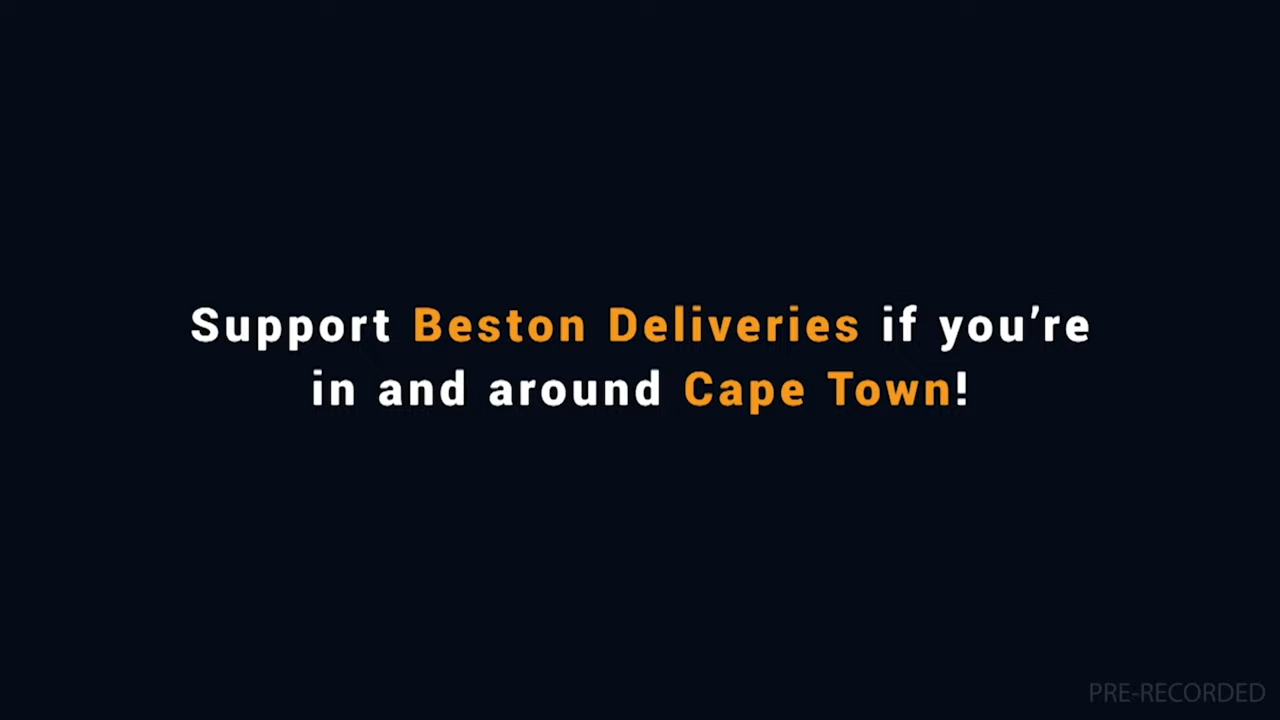 Support Beston Deliveries if you’re
in and around Cape Town!
PRE-RECORDED